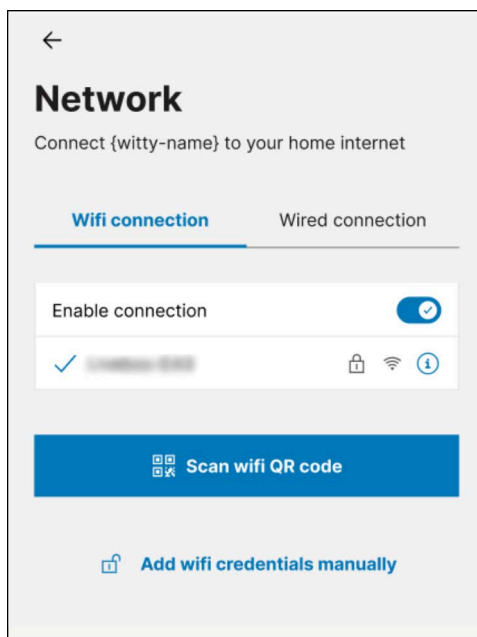 Network
Connect {witty-name} to your home internet
Wifi connection
Wired connection
Enable connection
Scan wifi QR code
Add wifi credentials manually